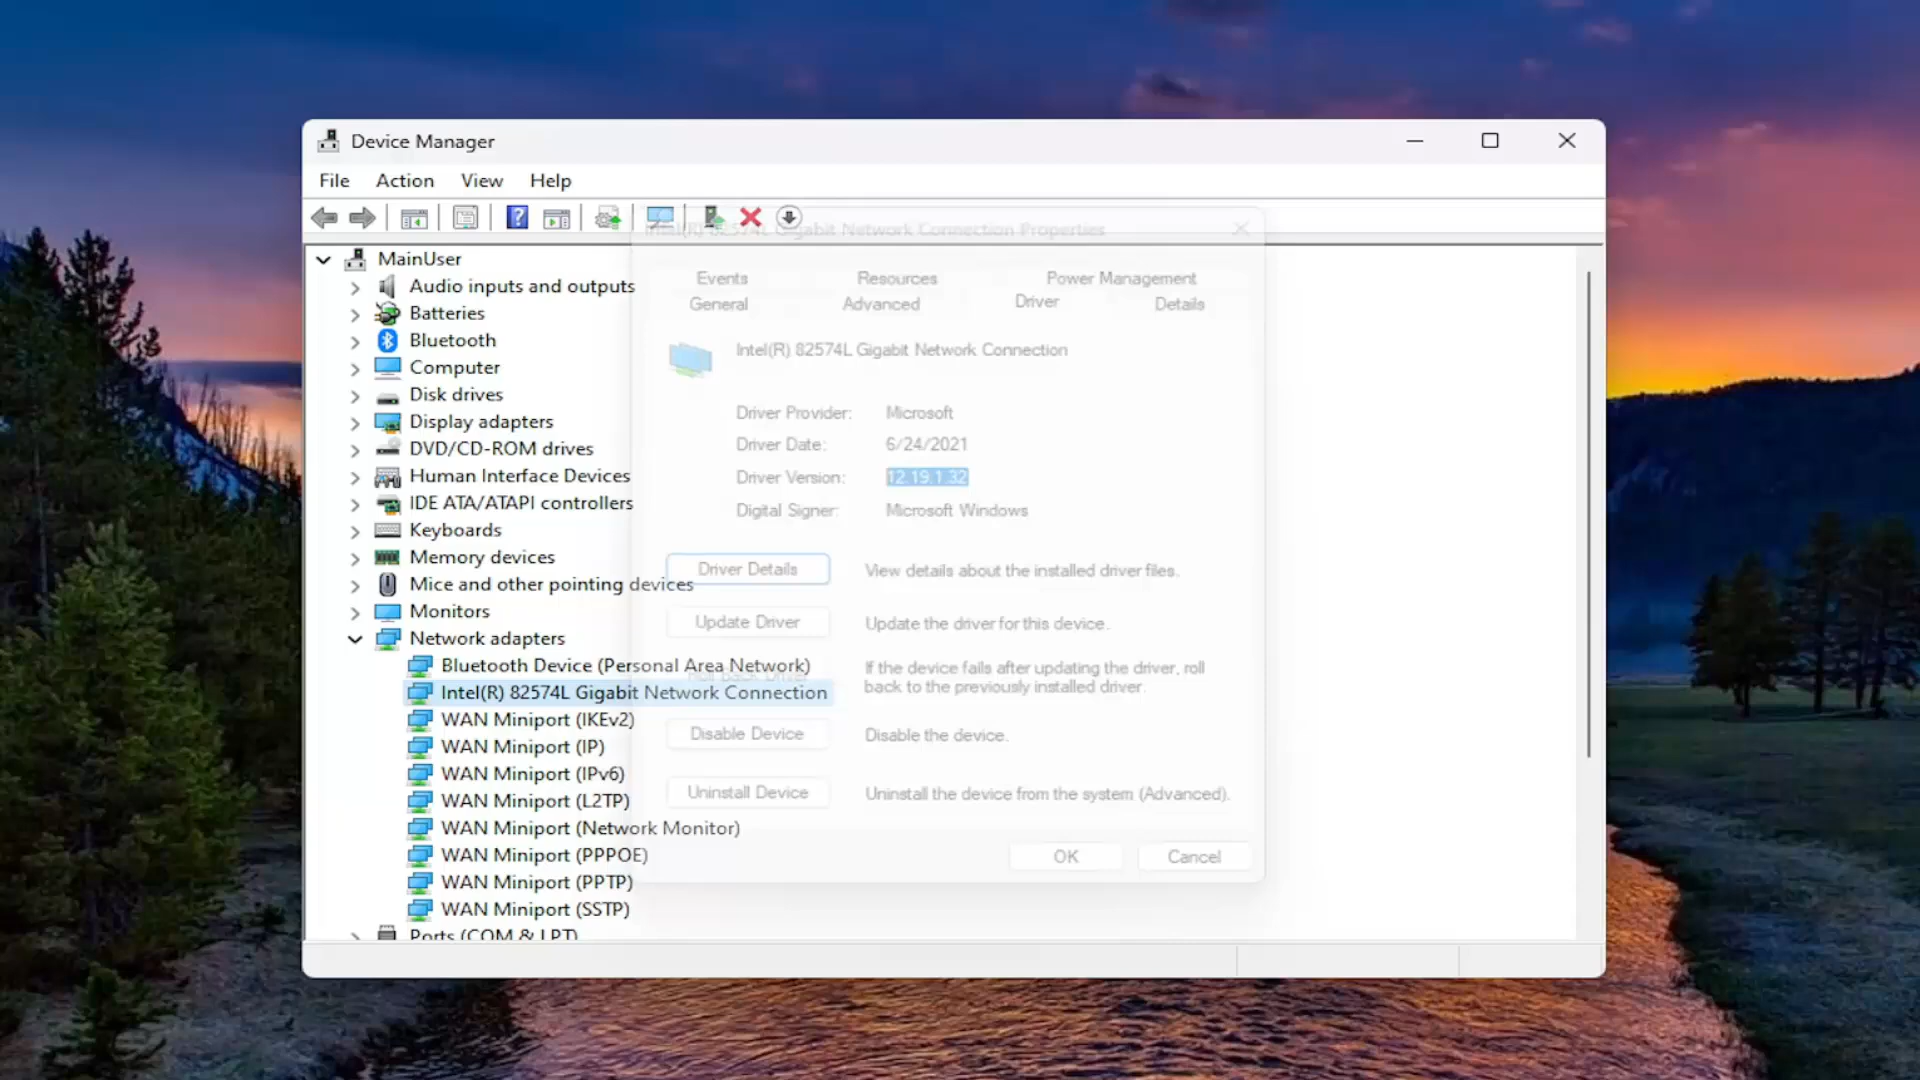 Device Manager
File Action View Help
Intel(R) 82574L Gigabit Network Connection Properties
MainUser
Audio inputs and outputs
Batteries
Bluetooth
Computer
Disk drives
Display adapters
DVD/CD-ROM drives
Human Interface Devices
IDE ATA/ATAPI controllers
Keyboards
Memory devices
Mice and other pointing devices
Monitors
Network adapters
Bluetooth Device (Personal Area Network)
Intel(R) 82574L Gigabit Network Connection
WAN Miniport (IKEv2)
WAN Miniport (IP)
WAN Miniport (IPv6)
WAN Miniport (L2TP)
WAN Miniport (Network Monitor)
WAN Miniport (PPPOE)
WAN Miniport (PPTP)
WAN Miniport (SSTP)
Ports (COM & LPT)
Events Resources Power Management
General Advanced Driver Details
Intel(R) 82574L Gigabit Network Connection
Driver Provider: Microsoft
Driver Date: 6/24/2021
Driver Version: 12.19.1.32
Digital Signer: Microsoft Windows
Driver Details View details about the installed driver files.
Update Driver Update the driver for this device.
Roll Back Driver If the device fails after updating the driver, roll
back to the previously installed driver.
Disable Device Disable the device.
Uninstall Device Uninstall the device from the system (Advanced).
OK Cancel